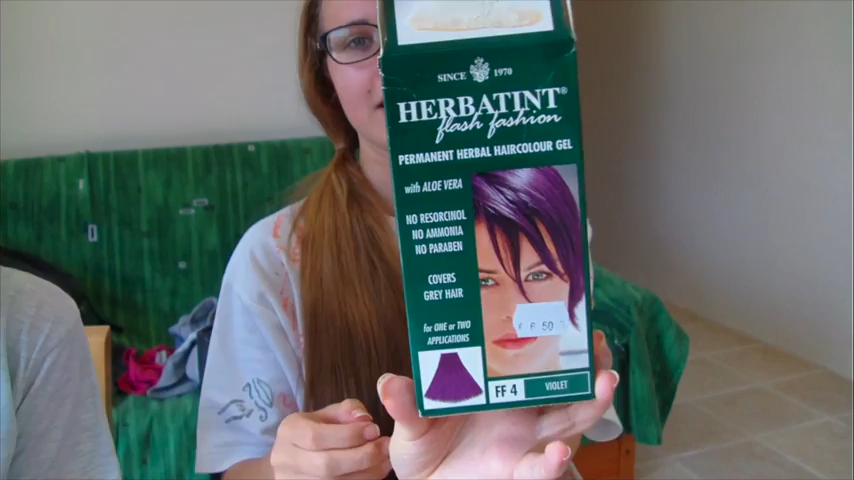 SINCE 1970
HERBATINT®
flash fashion
PERMANENT HERBAL HAIRCOLOUR GEL
with ALOE VERA
NO RESORCINOL
NO AMMONIA
NO PARABEN
COVERS
GREY HAIR
for ONE or TWO
APPLICATIONS
FF 4 VIOLET